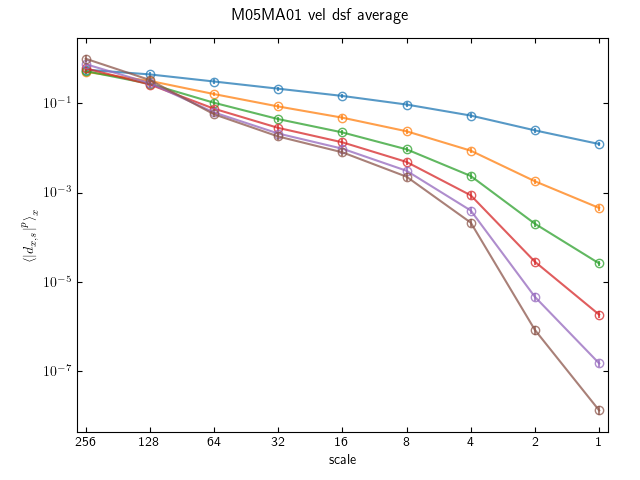 M05MA01 vel dsf average
⟨|d_{x,s}|^p⟩_x
10^{−1}
10^{−3}
10^{−5}
10^{−7}
256 128 64 32 16 8 4 2 1
scale